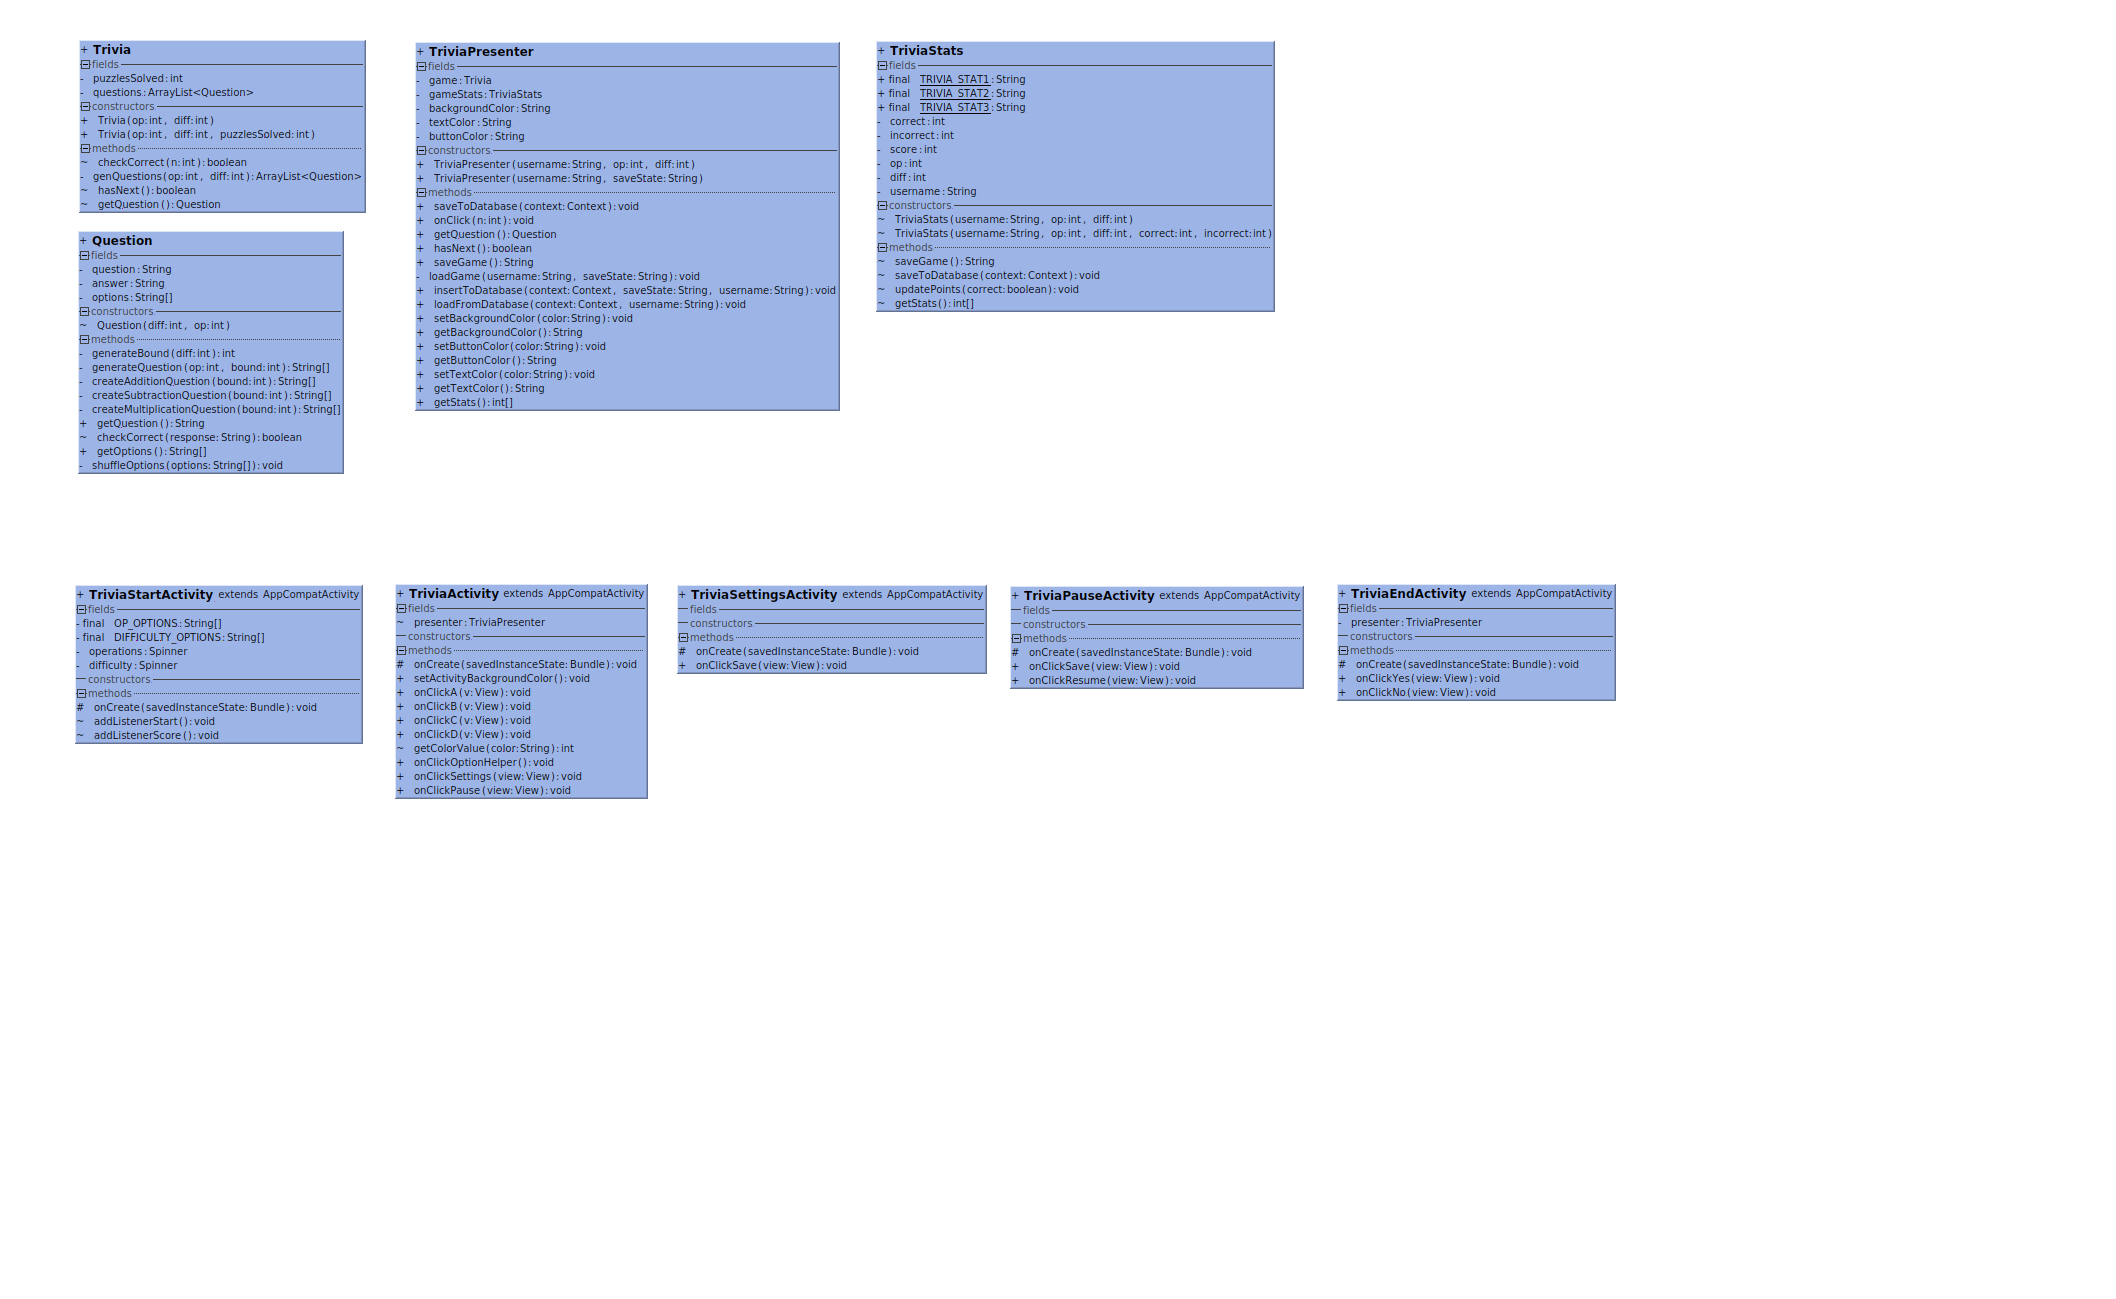 + Trivia
fields
- puzzlesSolved:int
- questions:ArrayList<Question>
constructors
+ Trivia(op:int, diff:int)
+ Trivia(op:int, diff:int, puzzlesSolved:int)
methods
~ checkCorrect(n:int):boolean
- genQuestions(op:int, diff:int):ArrayList<Question>
~ hasNext():boolean
~ getQuestion():Question
+ Question
fields
- question:String
- answer:String
- options:String[]
constructors
~ Question(diff:int, op:int)
methods
- generateBound(diff:int):int
- generateQuestion(op:int, bound:int):String[]
- createAdditionQuestion(bound:int):String[]
- createSubtractionQuestion(bound:int):String[]
- createMultiplicationQuestion(bound:int):String[]
+ getQuestion():String
~ checkCorrect(response:String):boolean
+ getOptions():String[]
- shuffleOptions(options:String[]):void
+ TriviaPresenter
fields
- game:Trivia
- gameStats:TriviaStats
- backgroundColor:String
- textColor:String
- buttonColor:String
constructors
+ TriviaPresenter(username:String, op:int, diff:int)
+ TriviaPresenter(username:String, saveState:String)
methods
+ saveToDatabase(context:Context):void
+ onClick(n:int):void
+ getQuestion():Question
+ hasNext():boolean
+ saveGame():String
- loadGame(username:String, saveState:String):void
+ insertToDatabase(context:Context, saveState:String, username:String):void
+ loadFromDatabase(context:Context, username:String):void
+ setBackgroundColor(color:String):void
+ getBackgroundColor():String
+ setButtonColor(color:String):void
+ getButtonColor():String
+ setTextColor(color:String):void
+ getTextColor():String
+ getStats():int[]
+ TriviaStats
fields
+ final TRIVIA_STAT1:String
+ final TRIVIA_STAT2:String
+ final TRIVIA_STAT3:String
- correct:int
- incorrect:int
- score:int
- op:int
- diff:int
- username:String
constructors
~ TriviaStats(username:String, op:int, diff:int)
~ TriviaStats(username:String, op:int, diff:int, correct:int, incorrect:int)
methods
~ saveGame():String
~ saveToDatabase(context:Context):void
~ updatePoints(correct:boolean):void
~ getStats():int[]
+ TriviaStartActivity extends AppCompatActivity
fields
- final OP_OPTIONS:String[]
- final DIFFICULTY_OPTIONS:String[]
- operations:Spinner
- difficulty:Spinner
constructors
methods
# onCreate(savedInstanceState:Bundle):void
~ addListenerStart():void
~ addListenerScore():void
+ TriviaActivity extends AppCompatActivity
fields
~ presenter:TriviaPresenter
constructors
methods
# onCreate(savedInstanceState:Bundle):void
+ setActivityBackgroundColor():void
+ onClickA(v:View):void
+ onClickB(v:View):void
+ onClickC(v:View):void
+ onClickD(v:View):void
~ getColorValue(color:String):int
+ onClickOptionHelper():void
+ onClickSettings(view:View):void
+ onClickPause(view:View):void
+ TriviaSettingsActivity extends AppCompatActivity
fields
constructors
methods
# onCreate(savedInstanceState:Bundle):void
+ onClickSave(view:View):void
+ TriviaPauseActivity extends AppCompatActivity
fields
constructors
methods
# onCreate(savedInstanceState:Bundle):void
+ onClickSave(view:View):void
+ onClickResume(view:View):void
+ TriviaEndActivity extends AppCompatActivity
fields
- presenter:TriviaPresenter
constructors
methods
# onCreate(savedInstanceState:Bundle):void
+ onClickYes(view:View):void
+ onClickNo(view:View):void